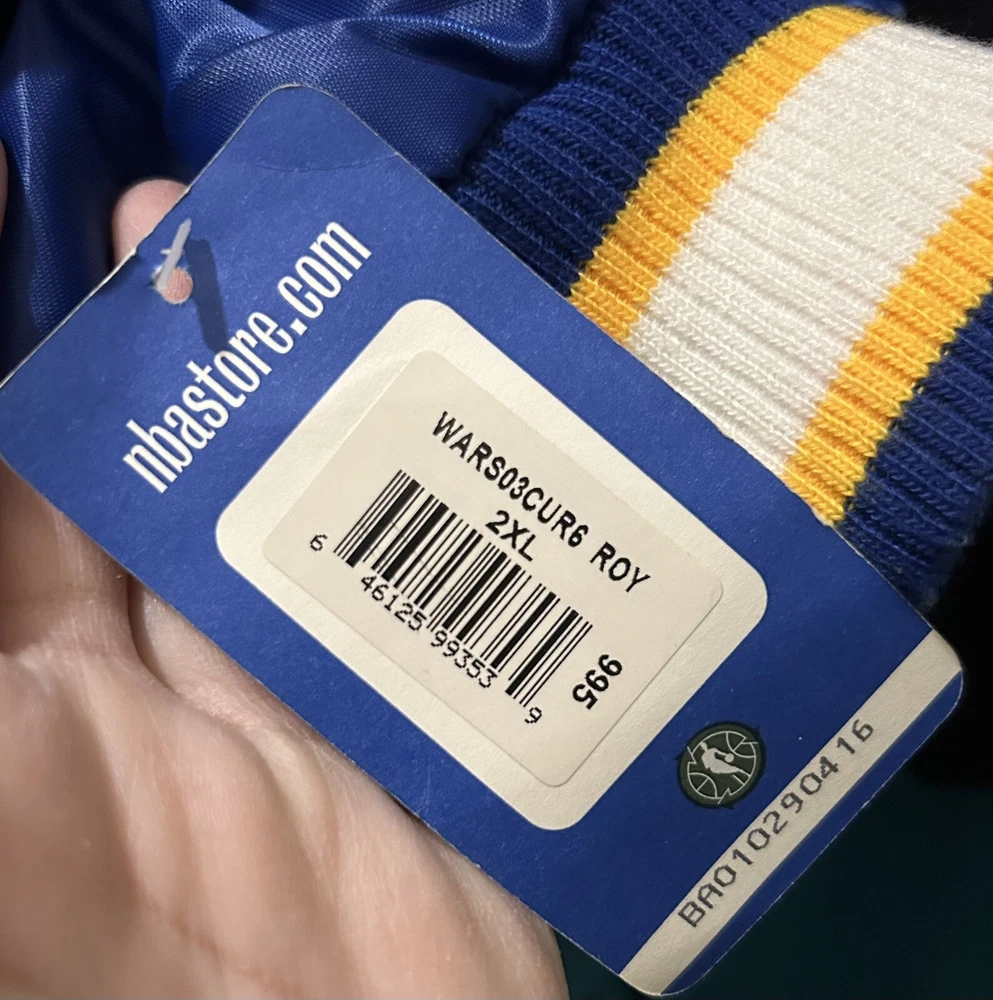 nbastore.com
WARS03CUR6 ROY
2XL
6 46125 99353 9
995
BA010290416